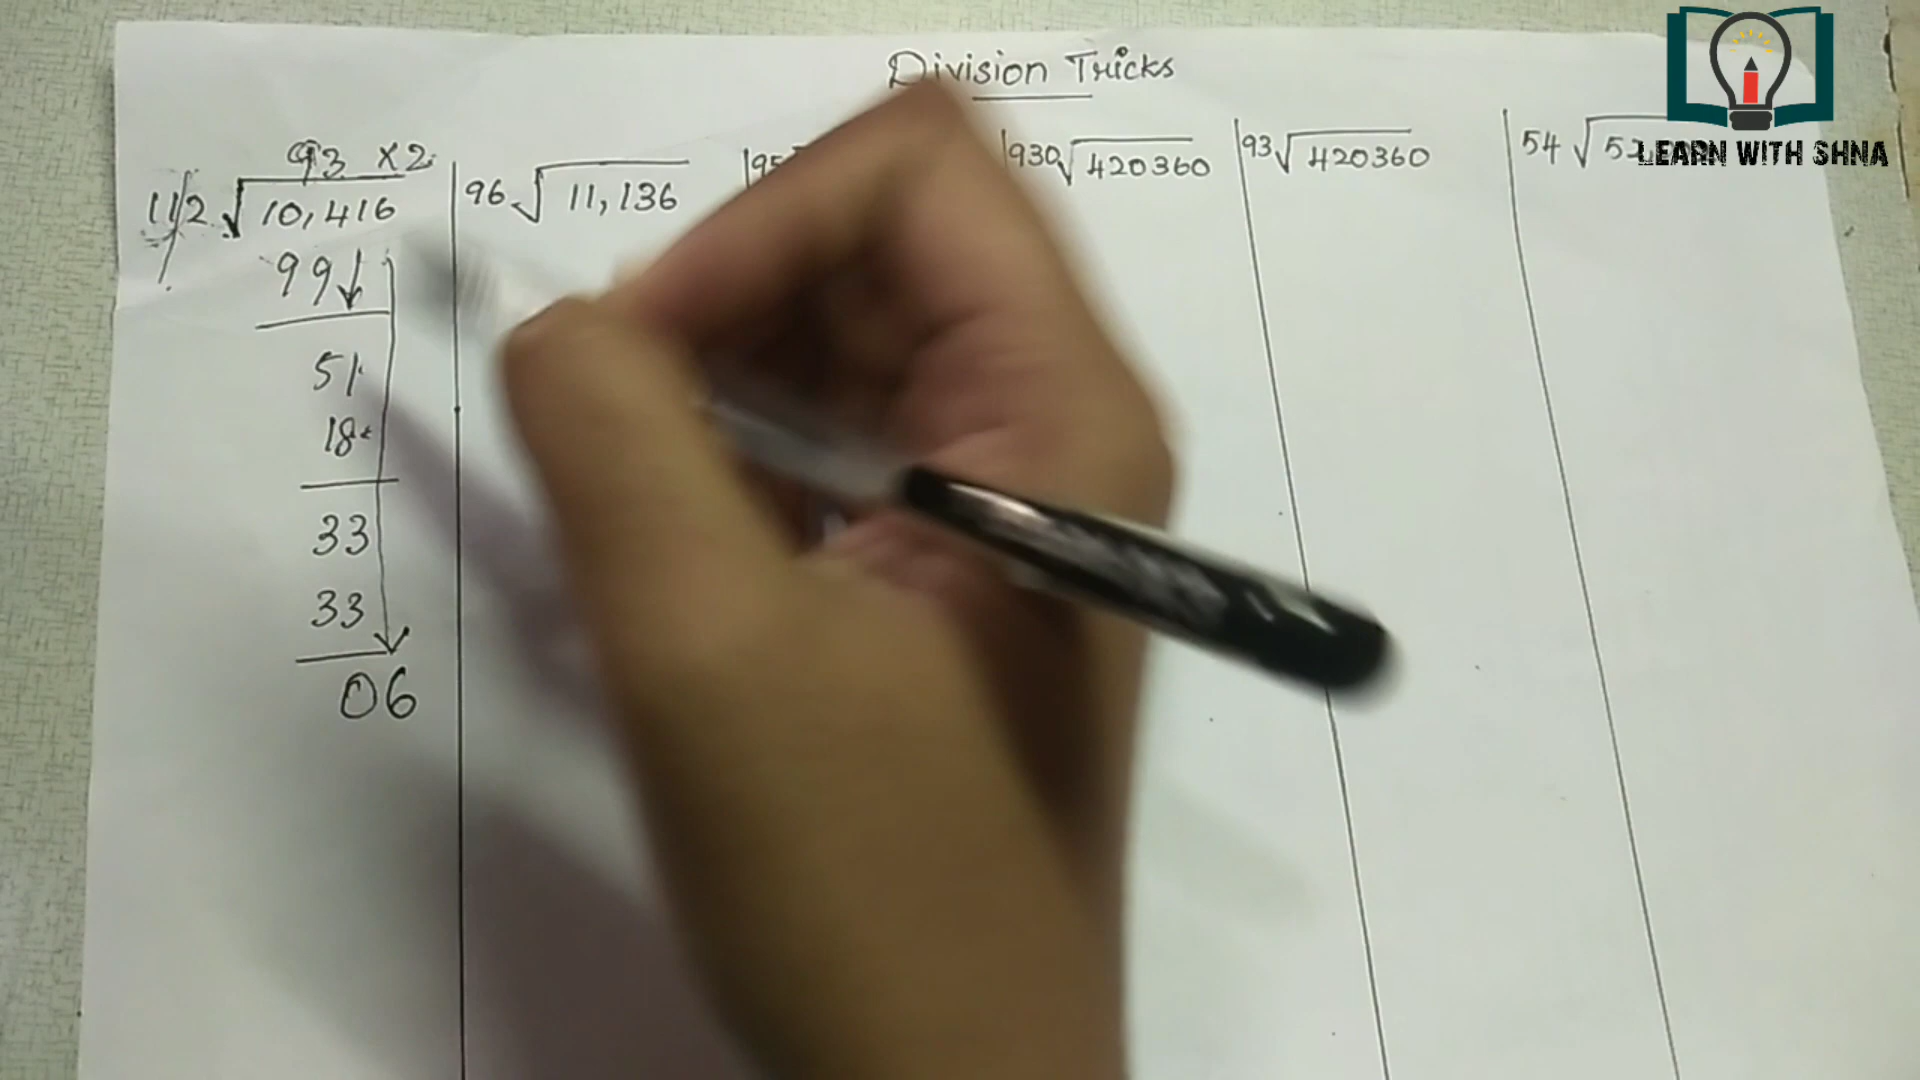 Division Tricks
LEARN WITH SHNA
93 x2
112 √ 10,416
99
51
18
33
33
06
96 √ 11,136
95
930 √ 420360
93 √ 420360
54 √